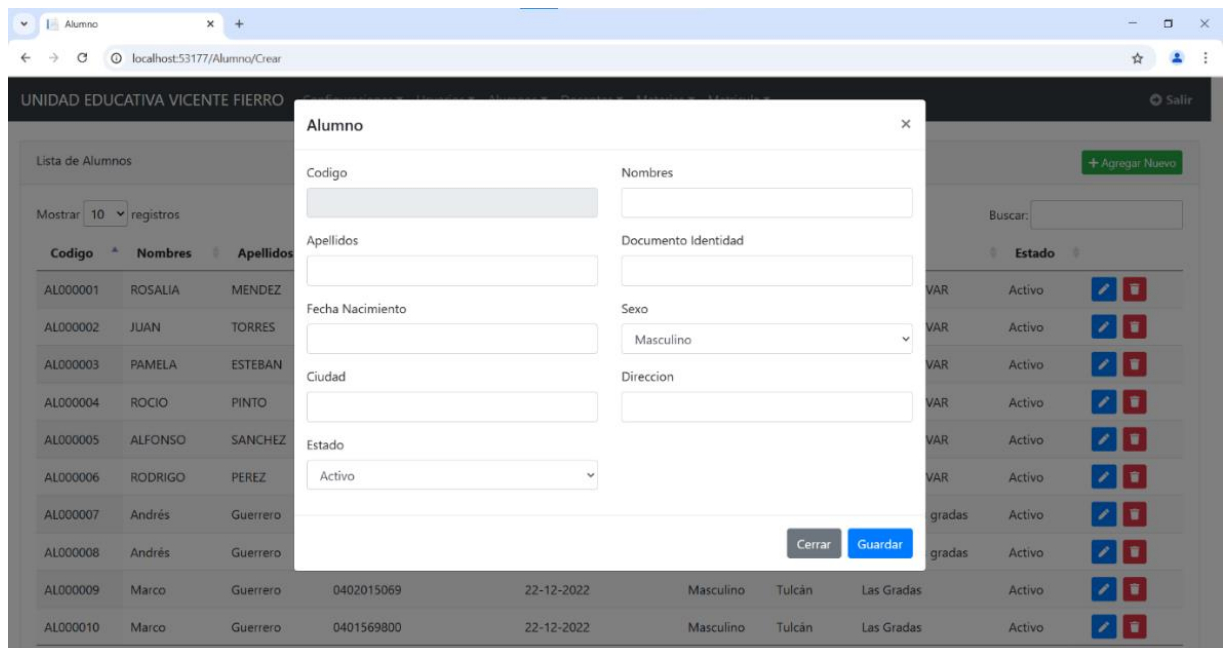 Alumno
localhost:53177/Alumno/Crear
UNIDAD EDUCATIVA VICENTE FIERRO Salir
Alumno
Lista de Alumnos + Agregar Nuevo
Codigo Nombres
Mostrar 10 registros Buscar:
Apellidos Documento Identidad
Codigo Nombres Apellidos Estado
AL000001 ROSALIA MENDEZ VAR Activo
Fecha Nacimiento Sexo
AL000002 JUAN TORRES Masculino VAR Activo
AL000003 PAMELA ESTEBAN VAR Activo
Ciudad Direccion
AL000004 ROCIO PINTO VAR Activo
AL000005 ALFONSO SANCHEZ VAR Activo
Estado
AL000006 RODRIGO PEREZ Activo VAR Activo
AL000007 Andrés Guerrero gradas Activo
Cerrar Guardar
AL000008 Andrés Guerrero gradas Activo
AL000009 Marco Guerrero 0402015069 22-12-2022 Masculino Tulcán Las Gradas Activo
AL000010 Marco Guerrero 0401569800 22-12-2022 Masculino Tulcán Las Gradas Activo